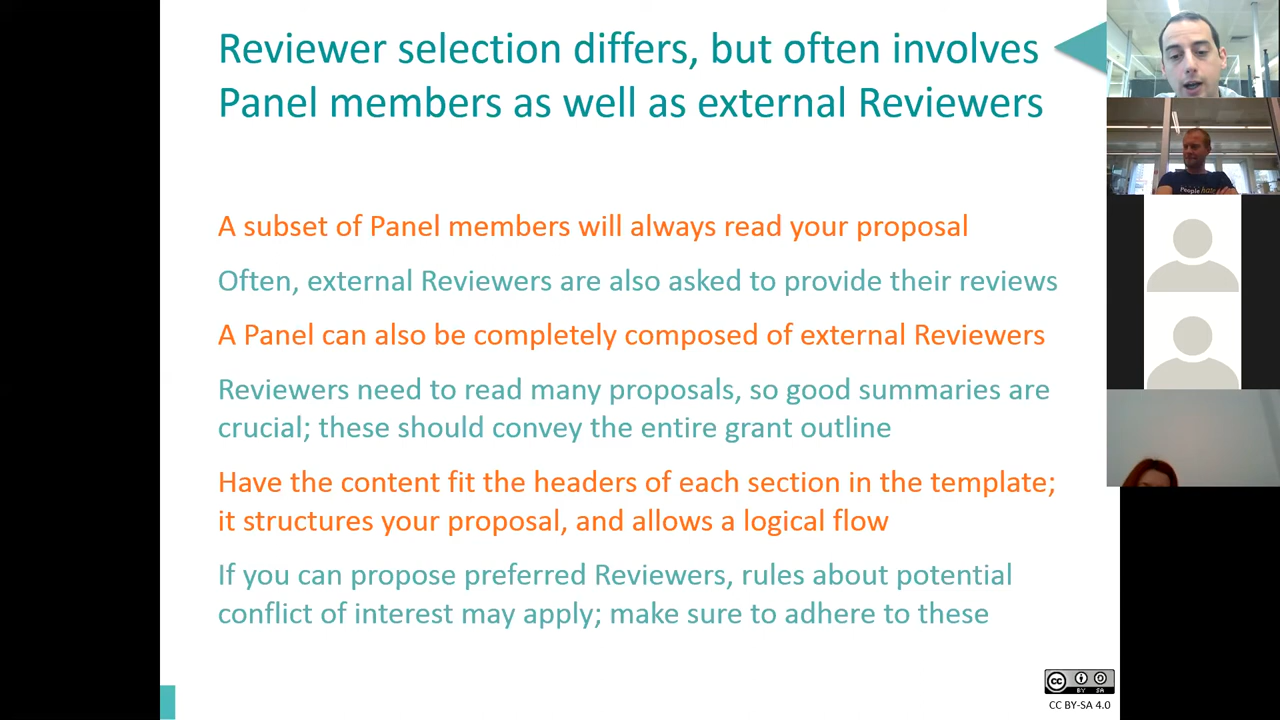 Reviewer selection differs, but often involves
Panel members as well as external Reviewers
A subset of Panel members will always read your proposal
Often, external Reviewers are also asked to provide their reviews
A Panel can also be completely composed of external Reviewers
Reviewers need to read many proposals, so good summaries are
crucial; these should convey the entire grant outline
Have the content fit the headers of each section in the template;
it structures your proposal, and allows a logical flow
If you can propose preferred Reviewers, rules about potential
conflict of interest may apply; make sure to adhere to these
People hate
cc
BY SA
CC BY-SA 4.0